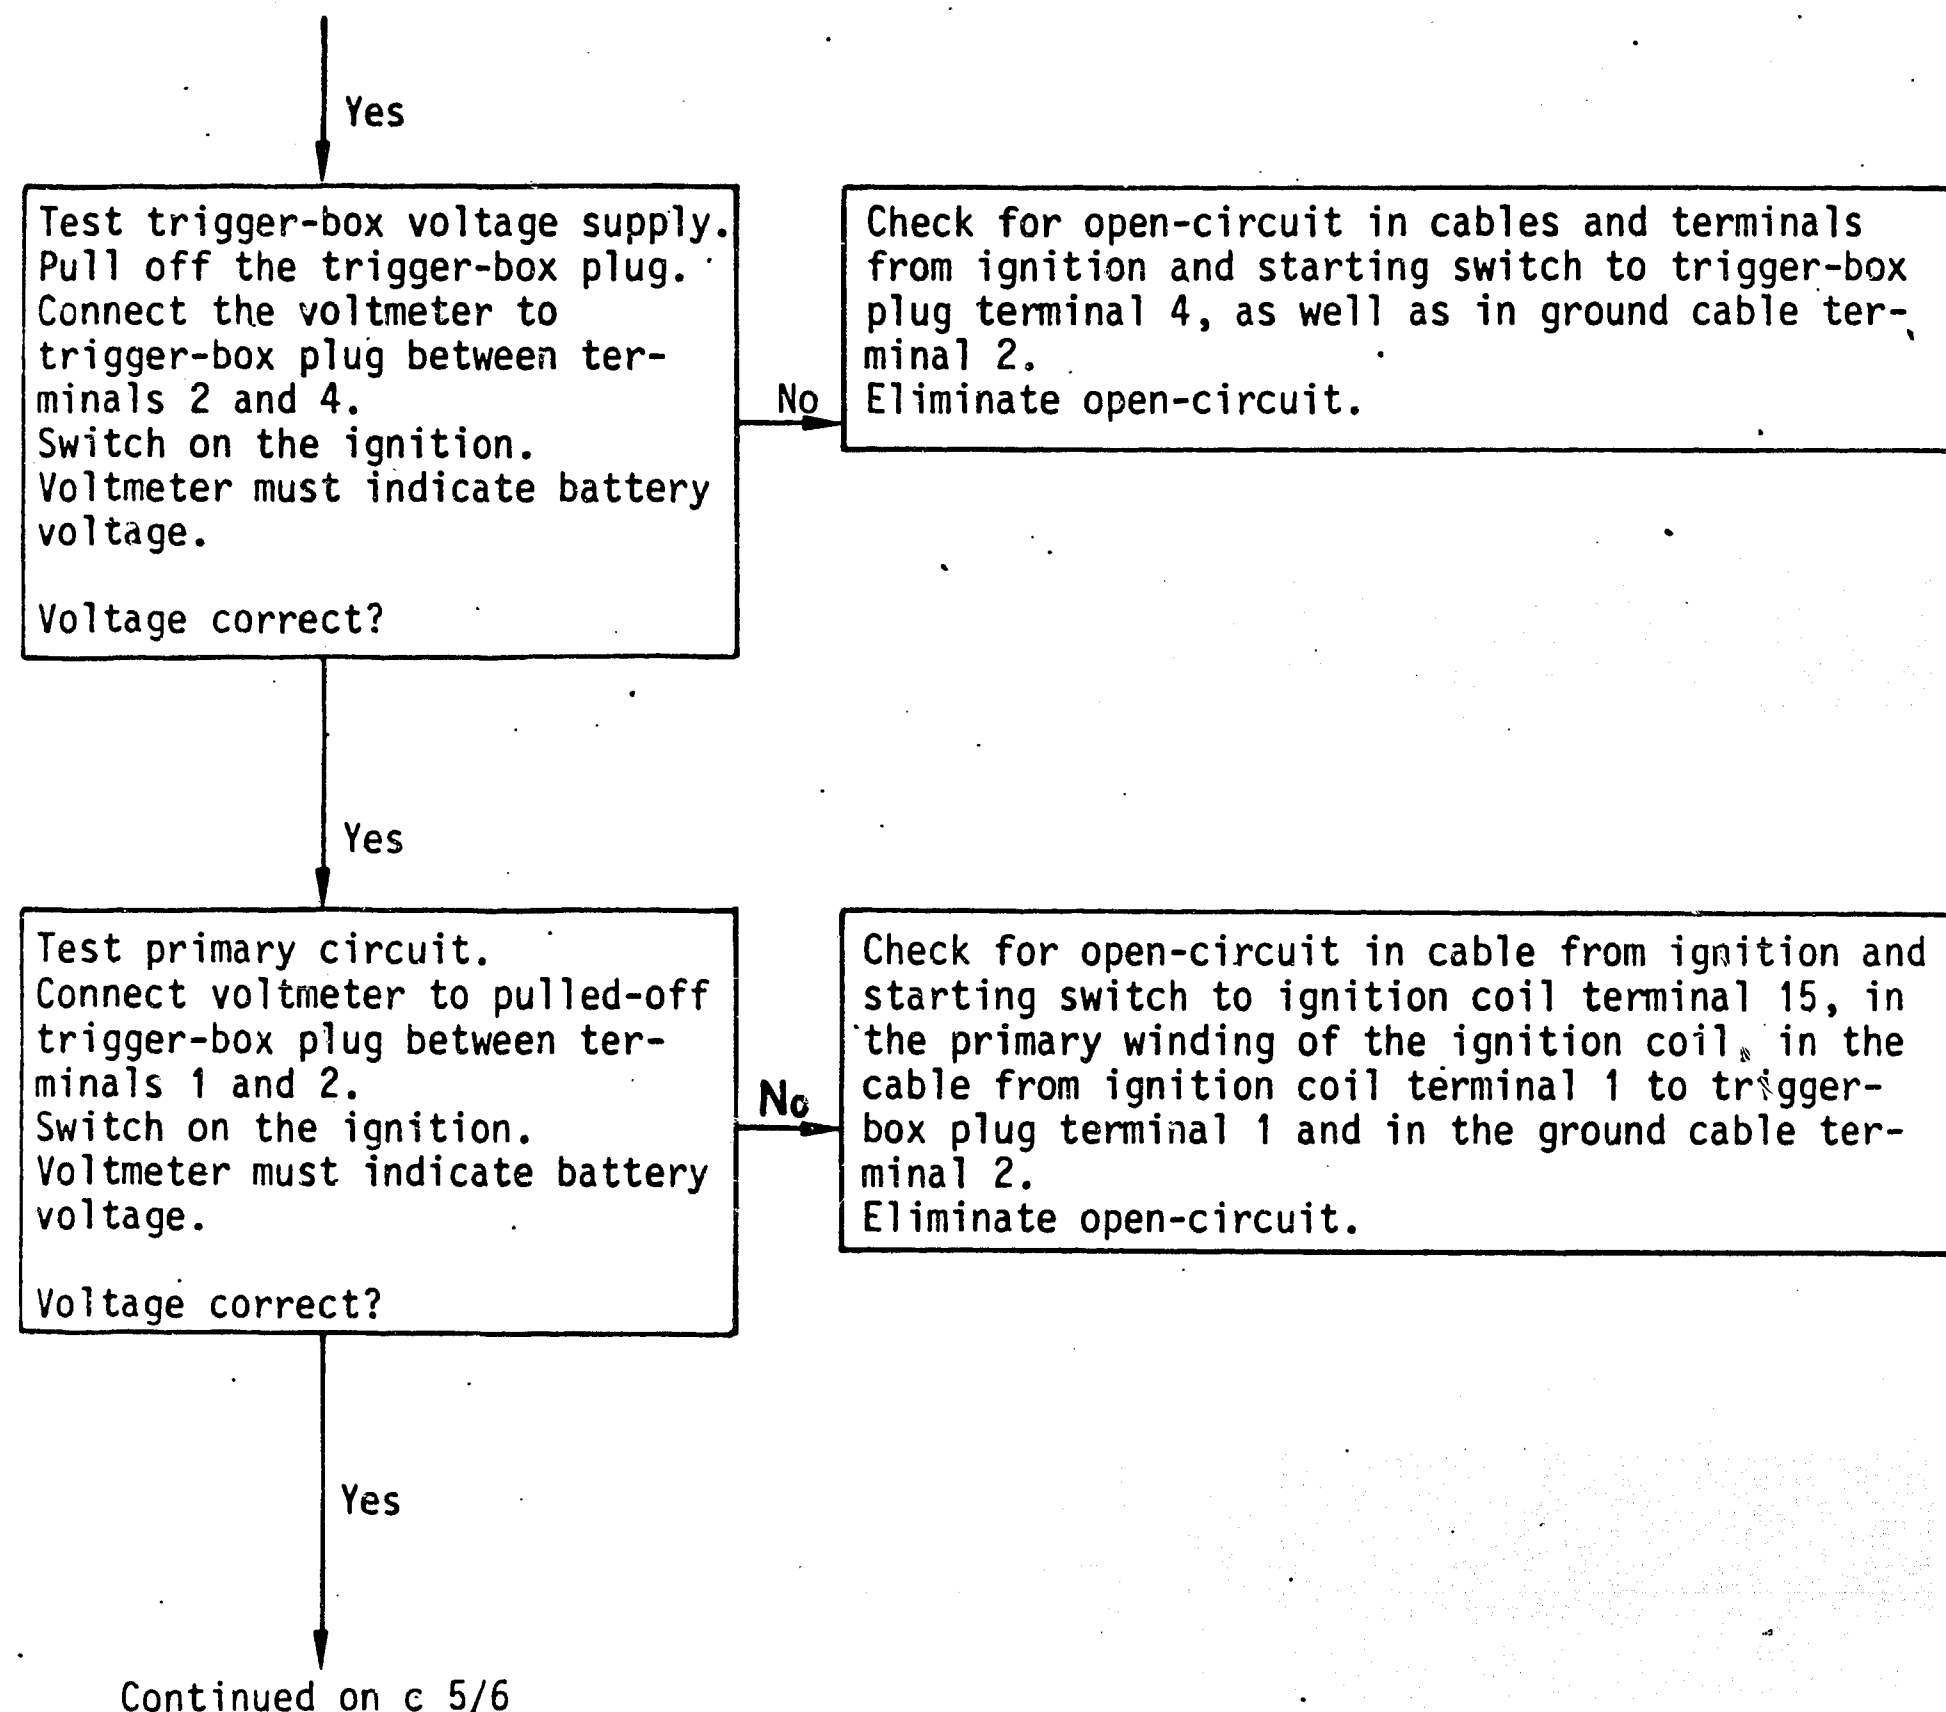 Yes
Test trigger-box voltage supply.
Pull off the trigger-box plug.
Connect the voltmeter to
trigger-box plug between ter-
minals 2 and 4.
Switch on the ignition.
Voltmeter must indicate battery
voltage.
Voltage correct?
No
Check for open-circuit in cables and terminals
from ignition and starting switch to trigger-box
plug terminal 4, as well as in ground cable ter-
minal 2.
Eliminate open-circuit.
Yes
Test primary circuit.
Connect voltmeter to pulled-off
trigger-box plug between ter-
minals 1 and 2.
Switch on the ignition.
Voltmeter must indicate battery
voltage.
Voltage correct?
No
Check for open-circuit in cable from ignition and
starting switch to ignition coil terminal 15, in
the primary winding of the ignition coil, in the
cable from ignition coil terminal 1 to trigger-
box plug terminal 1 and in the ground cable ter-
minal 2.
Eliminate open-circuit.
Yes
Continued on c 5/6